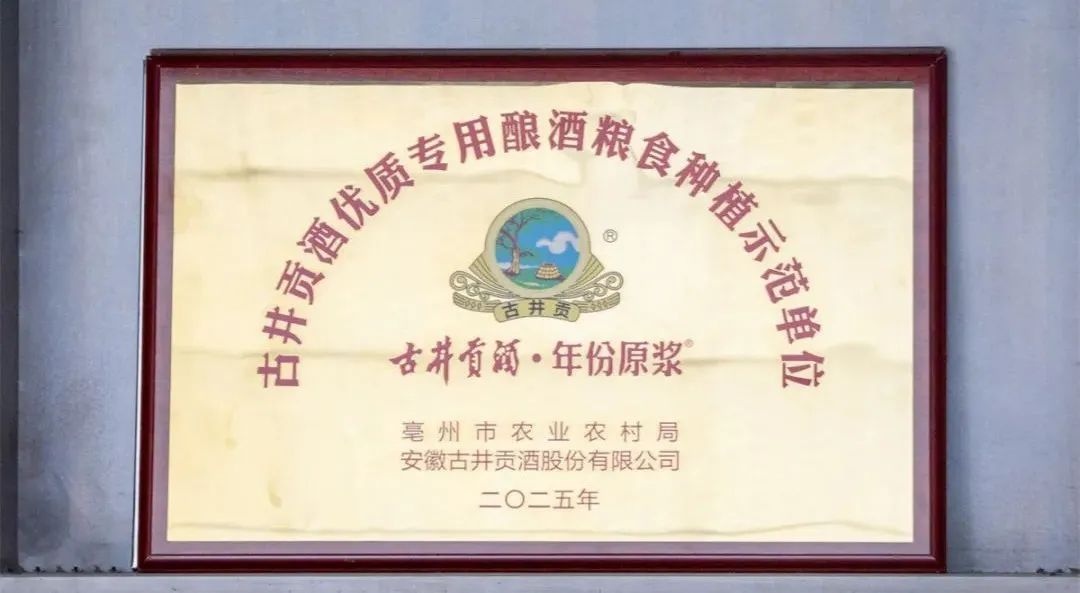 古井贡酒优质专用酿酒粮食种植示范单位
®
古井贡
古井贡酒·年份原浆®
亳州市农业农村局
安徽古井贡酒股份有限公司
二〇二五年